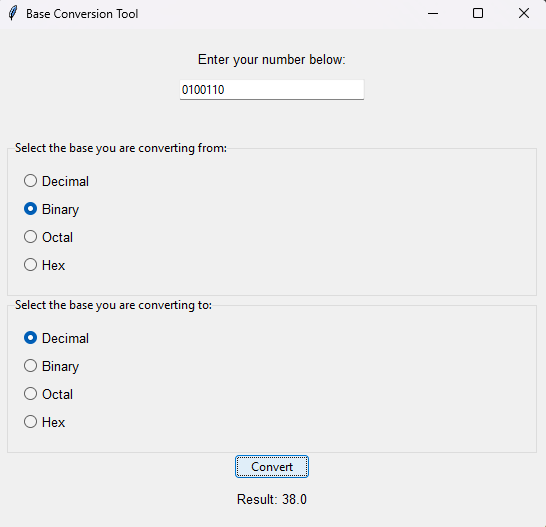 Base Conversion Tool
Enter your number below:
0100110
Select the base you are converting from:
Decimal
Binary
Octal
Hex
Select the base you are converting to:
Decimal
Binary
Octal
Hex
Convert
Result: 38.0